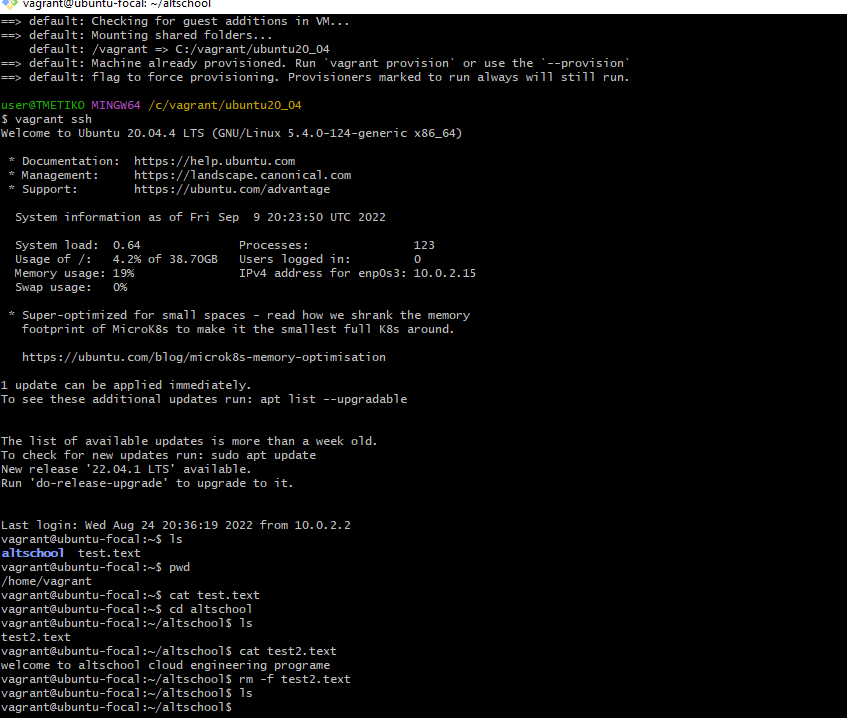 vagrant@ubuntu-focal: ~/altschool
==> default: Checking for guest additions in VM...
==> default: Mounting shared folders...
    default: /vagrant => C:/vagrant/ubuntu20_04
==> default: Machine already provisioned. Run `vagrant provision` or use the `--provision`
==> default: flag to force provisioning. Provisioners marked to run always will still run.

user@TMETIKO MINGW64 /c/vagrant/ubuntu20_04
$ vagrant ssh
Welcome to Ubuntu 20.04.4 LTS (GNU/Linux 5.4.0-124-generic x86_64)

 * Documentation:  https://help.ubuntu.com
 * Management:     https://landscape.canonical.com
 * Support:        https://ubuntu.com/advantage

  System information as of Fri Sep  9 20:23:50 UTC 2022

  System load:  0.64              Processes:               123
  Usage of /:   4.2% of 38.70GB   Users logged in:         0
  Memory usage: 19%               IPv4 address for enp0s3: 10.0.2.15
  Swap usage:   0%

 * Super-optimized for small spaces - read how we shrank the memory
   footprint of MicroK8s to make it the smallest full K8s around.

   https://ubuntu.com/blog/microk8s-memory-optimisation

1 update can be applied immediately.
To see these additional updates run: apt list --upgradable


The list of available updates is more than a week old.
To check for new updates run: sudo apt update
New release '22.04.1 LTS' available.
Run 'do-release-upgrade' to upgrade to it.


Last login: Wed Aug 24 20:36:19 2022 from 10.0.2.2
vagrant@ubuntu-focal:~$ ls
altschool  test.text
vagrant@ubuntu-focal:~$ pwd
/home/vagrant
vagrant@ubuntu-focal:~$ cat test.text
vagrant@ubuntu-focal:~$ cd altschool
vagrant@ubuntu-focal:~/altschool$ ls
test2.text
vagrant@ubuntu-focal:~/altschool$ cat test2.text
welcome to altschool cloud engineering programe
vagrant@ubuntu-focal:~/altschool$ rm -f test2.text
vagrant@ubuntu-focal:~/altschool$ ls
vagrant@ubuntu-focal:~/altschool$